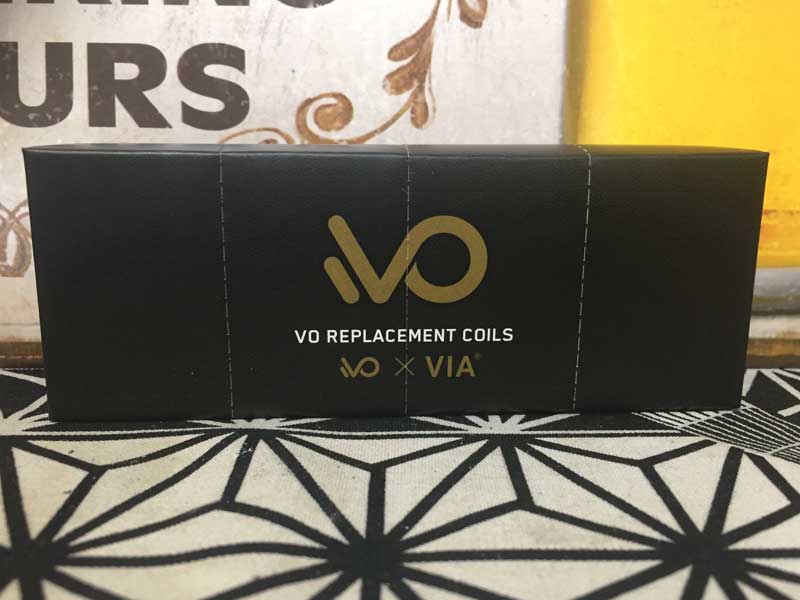 URS
VO
VO REPLACEMENT COILS
VO × VIA®